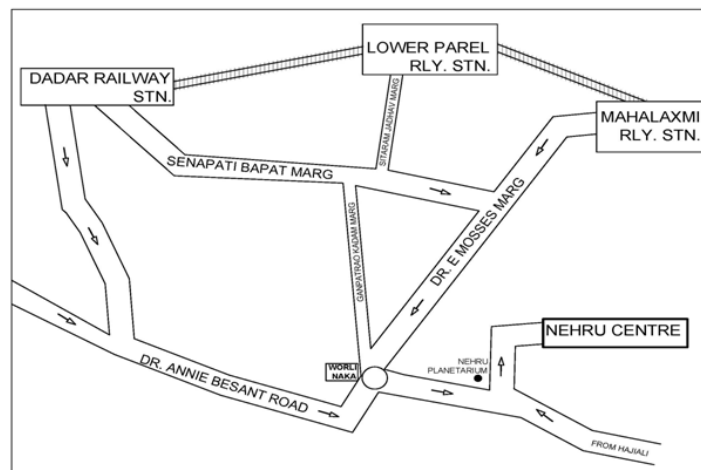 LOWER PAREL
RLY. STN.
DADAR RAILWAY
STN.
MAHALAXMI
RLY. STN.
SITARAM JADHAV MARG
SENAPATI BAPAT MARG
DR. E MOSSES MARG
GANPATRAO KADAM MARG
NEHRU CENTRE
NEHRU
PLANETARIUM
WORLI
NAKA
DR. ANNIE BESANT ROAD
FROM HAJIALI